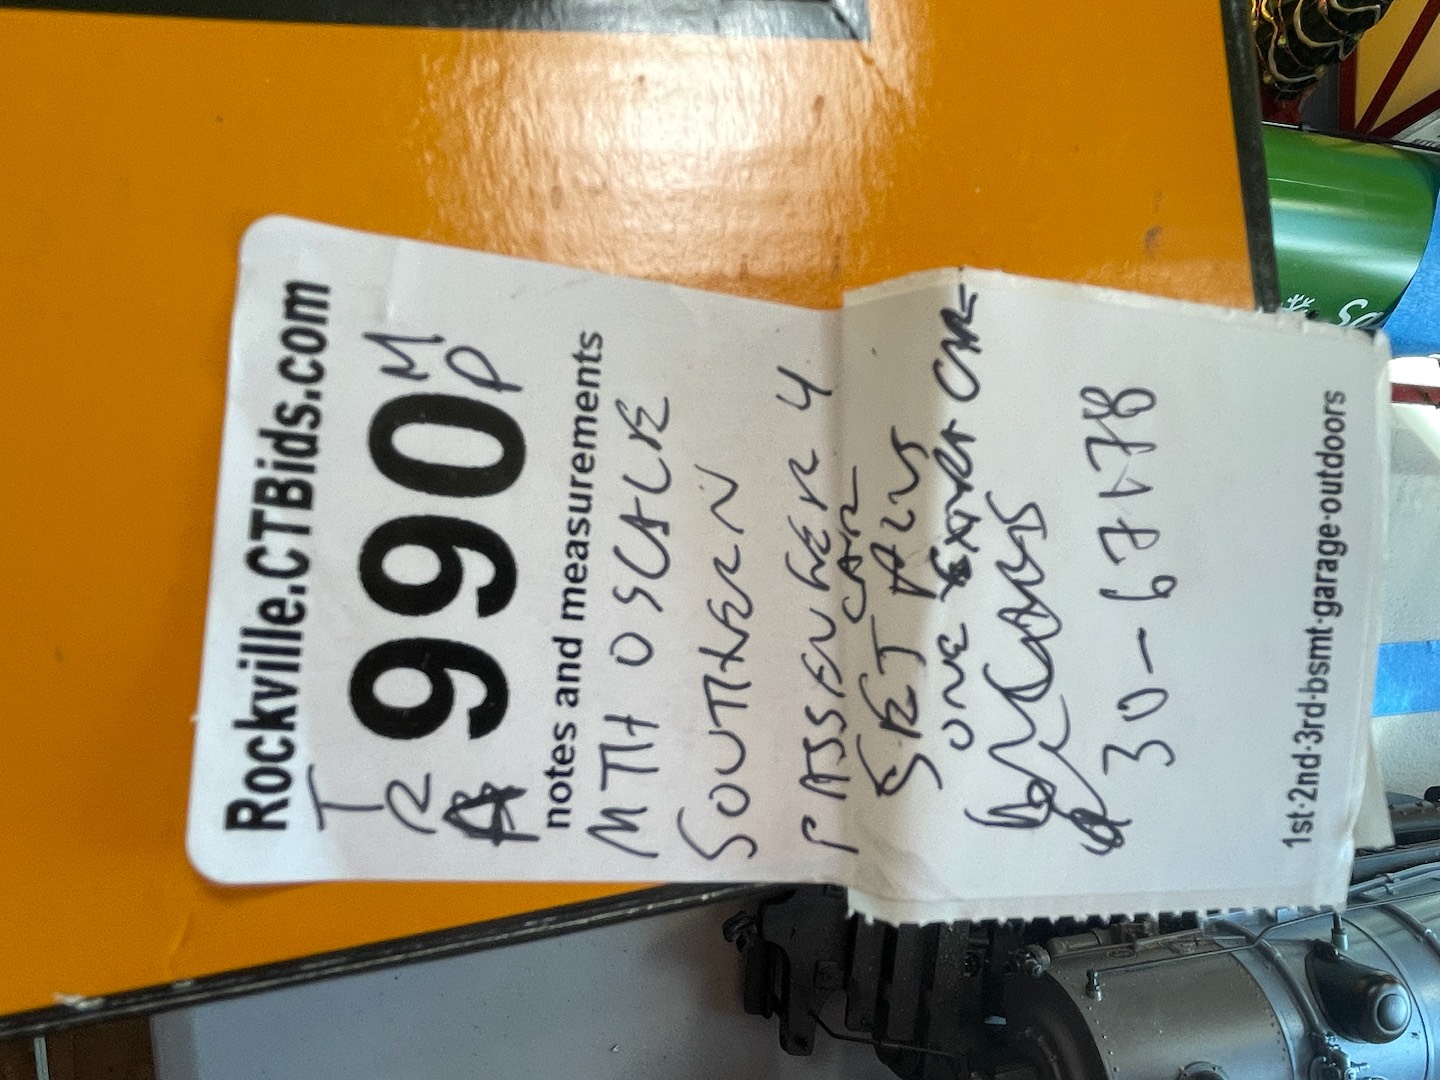 Rockville.CTBids.com
T R A 990 M P
notes and measurements
MTH O SCALE
SOUTHERN
PASSENGER 4
CAR
SET PLUS
ONE EXTRA CAR=
30-67178
1st·2nd·3rd·bsmt·garage·outdoors